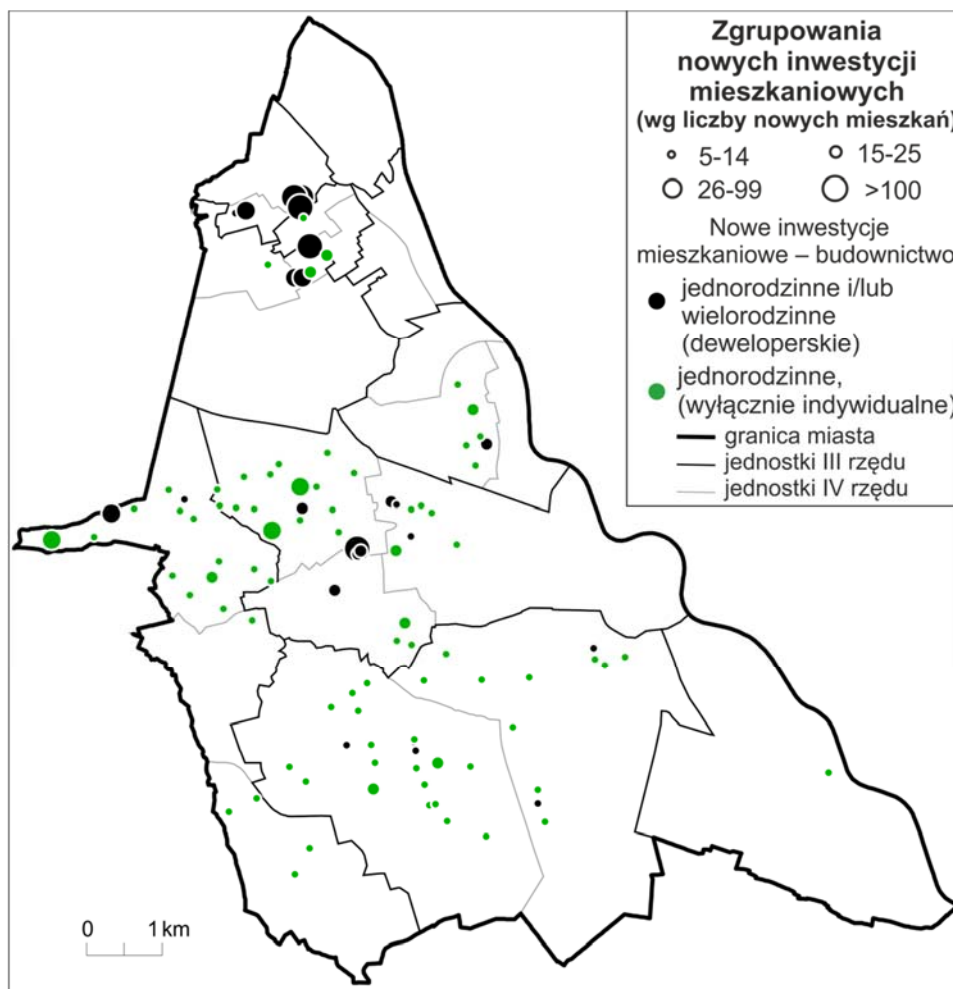 Zgrupowania
nowych inwestycji
mieszkaniowych
(wg liczby nowych mieszkań)
5-14 15-25
26-99 >100
Nowe inwestycje
mieszkaniowe – budownictwo
jednorodzinne i/lub
wielorodzinne
(deweloperskie)
jednorodzinne,
(wyłącznie indywidualne)
granica miasta
jednostki III rzędu
jednostki IV rzędu
0 1 km